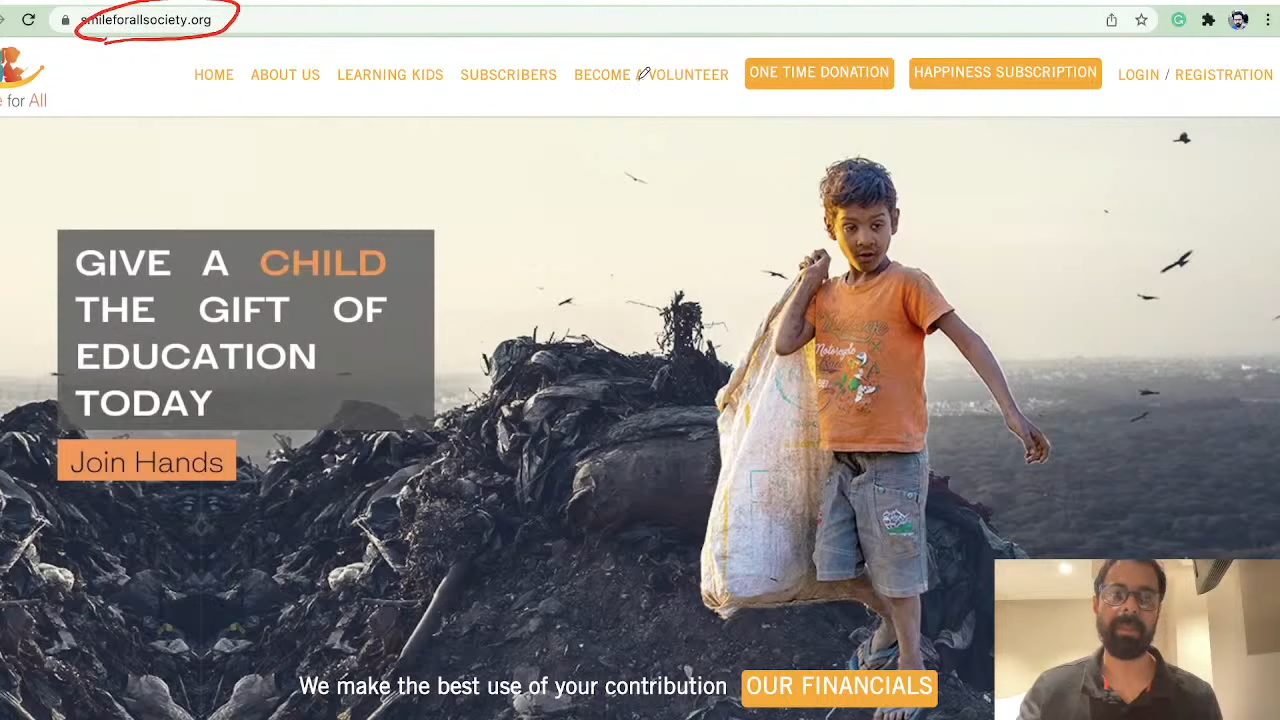 smileforallsociety.org
for All
HOME ABOUT US LEARNING KIDS SUBSCRIBERS BECOME A VOLUNTEER ONE TIME DONATION HAPPINESS SUBSCRIPTION LOGIN / REGISTRATION
GIVE A CHILD
THE GIFT OF
EDUCATION
TODAY
Join Hands
Motorcycle
We make the best use of your contribution OUR FINANCIALS